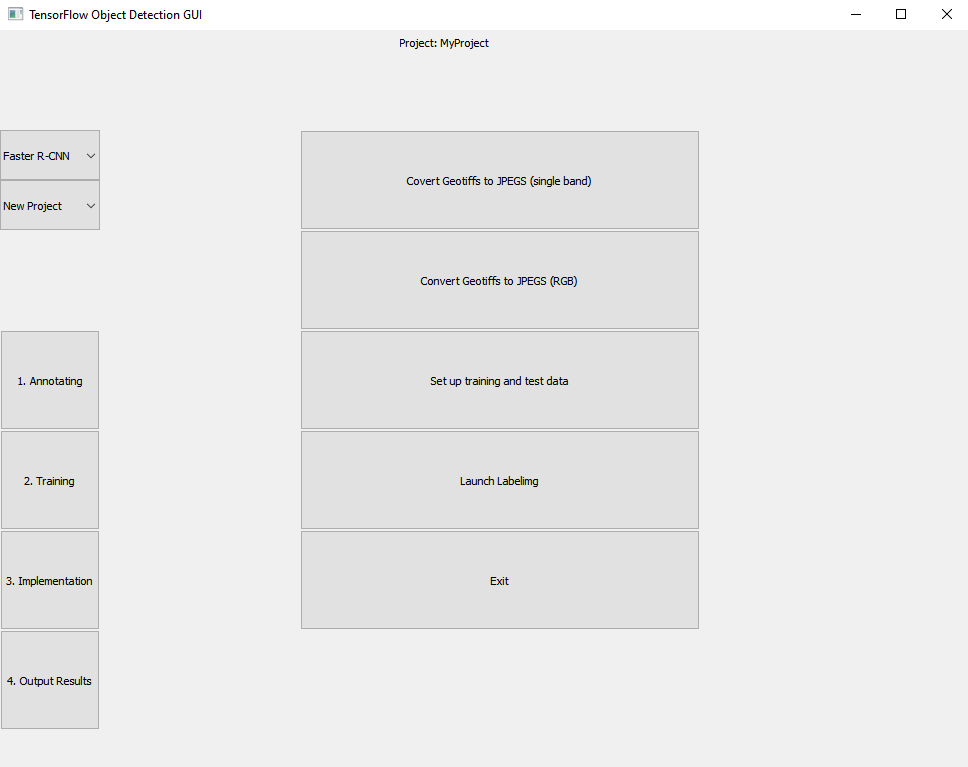 TensorFlow Object Detection GUI
Project: MyProject
Faster R-CNN
New Project
Covert Geotiffs to JPEGS (single band)
Convert Geotiffs to JPEGS (RGB)
1. Annotating
Set up training and test data
2. Training
Launch Labelimg
3. Implementation
Exit
4. Output Results